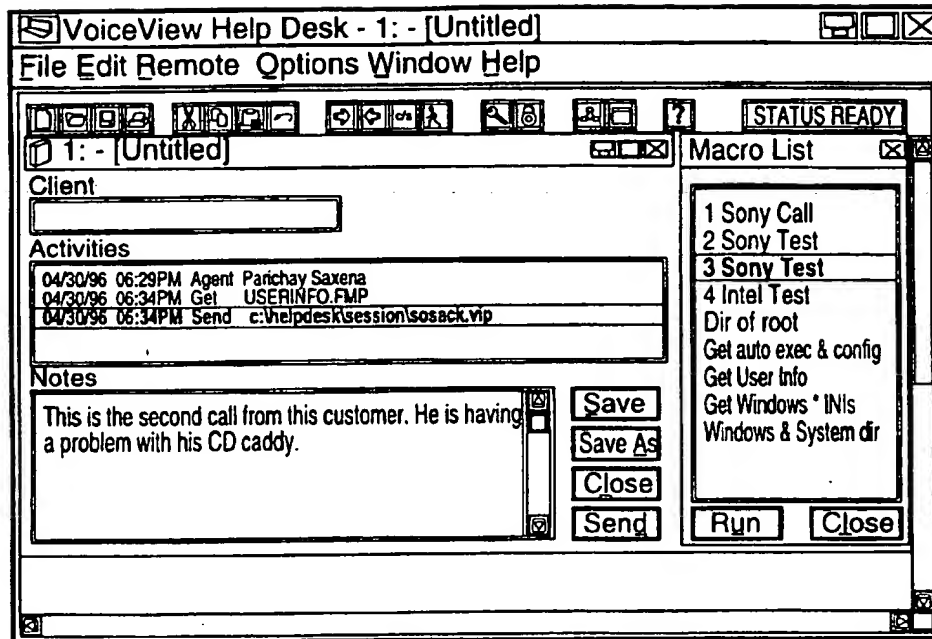 VoiceView Help Desk - 1: - [Untitled]
File Edit Remote Options Window Help
? STATUS READY
1: - [Untitled]
Client
Activities
04/30/96 06:29PM Agent Parichay Saxena
04/30/96 06:34PM Get USERINFO.FMP
04/30/96 06:34PM Send c:\helpdesk\session\sosack.vip
Notes
This is the second call from this customer. He is having
a problem with his CD caddy.
Save
Save As
Close
Send
Macro List
1 Sony Call
2 Sony Test
3 Sony Test
4 Intel Test
Dir of root
Get auto exec & config
Get User Info
Get Windows * INIs
Windows & System dir
Run Close